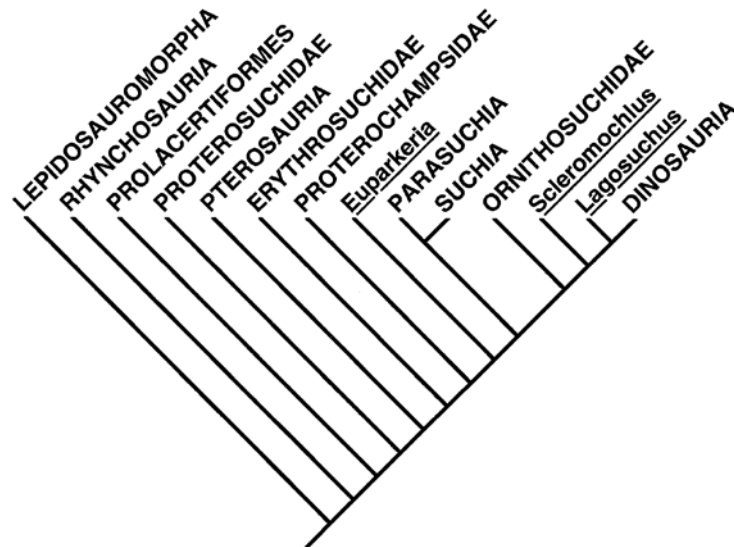 LEPIDOSAUROMORPHA
RHYNCHOSAURIA
PROLACERTIFORMES
PROTEROSUCHIDAE
PTEROSAURIA
ERYTHROSUCHIDAE
PROTEROCHAMPSIDAE
Euparkeria
PARASUCHIA
SUCHIA
ORNITHOSUCHIDAE
Scleromochlus
Lagosuchus
DINOSAURIA